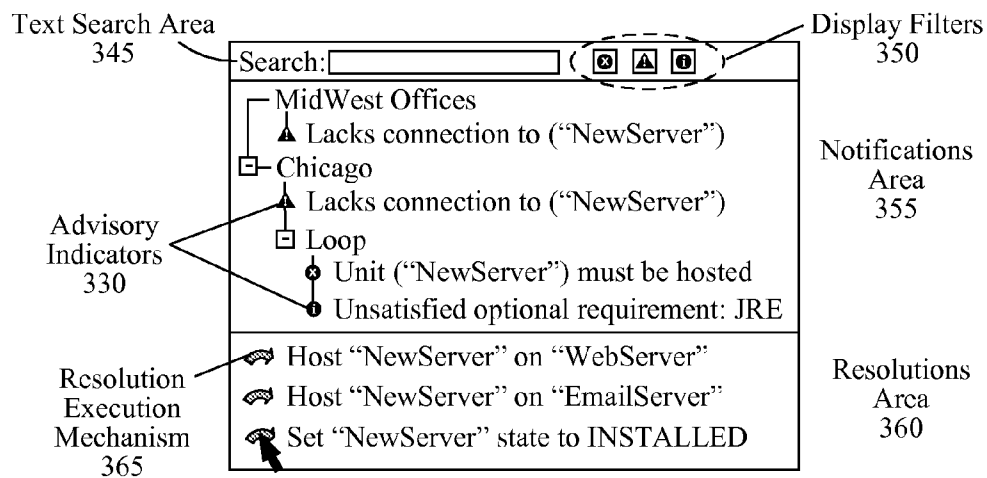 Text Search Area
345
Display Filters
350
Search:
MidWest Offices
Lacks connection to (“NewServer”)
Chicago
Lacks connection to (“NewServer”)
Loop
Unit (“NewServer”) must be hosted
Unsatisfied optional requirement: JRE
Notifications
Area
355
Advisory
Indicators
330
Host “NewServer” on “WebServer”
Host “NewServer” on “EmailServer”
Set “NewServer” state to INSTALLED
Resolution
Execution
Mechanism
365
Resolutions
Area
360